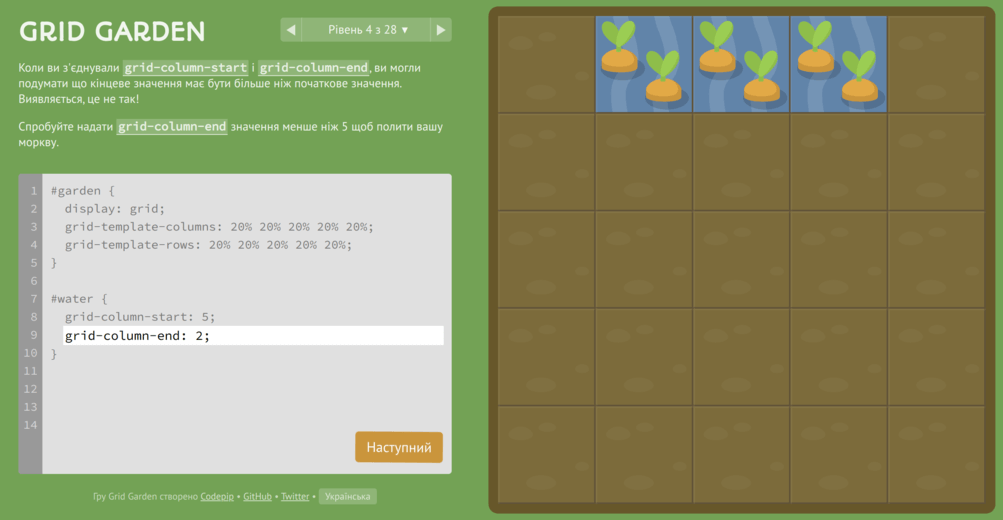 GRID GARDEN
◀ Рівень 4 з 28 ▼ ▶
Коли ви з'єднували grid-column-start і grid-column-end, ви могли
подумати що кінцеве значення має бути більше ніж початкове значення.
Виявляється, це не так!
Спробуйте надати grid-column-end значення менше ніж 5 щоб полити вашу
моркву.
1 #garden {
2 display: grid;
3 grid-template-columns: 20% 20% 20% 20% 20%;
4 grid-template-rows: 20% 20% 20% 20% 20%;
5 }
6
7 #water {
8 grid-column-start: 5;
9 grid-column-end: 2;
10 }
11
12
13
14
Наступний
Гру Grid Garden створено Codepip • GitHub • Twitter • Українська